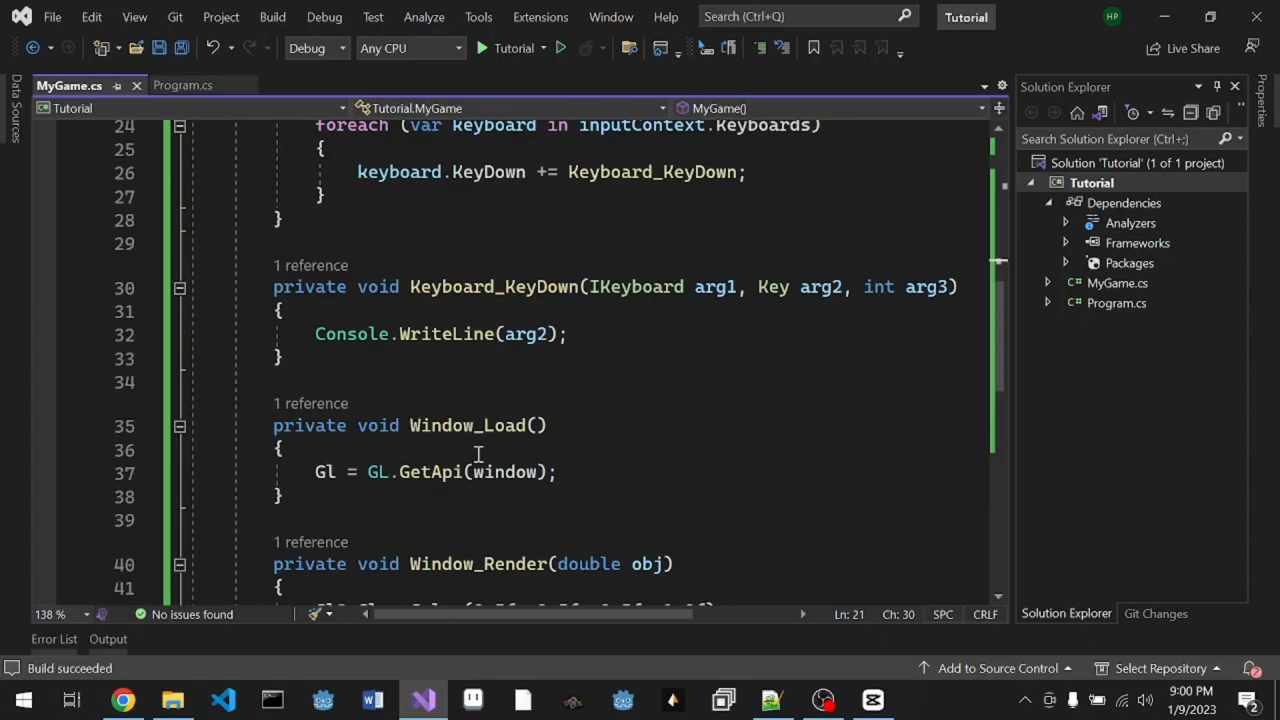 File Edit View Git Project Build Debug Test Analyze Tools Extensions Window Help Search (Ctrl+Q) Tutorial HP
Debug Any CPU Tutorial Live Share
MyGame.cs Program.cs
Tutorial Tutorial.MyGame MyGame()
Data Sources
24 foreach (var keyboard in inputContext.Keyboards)
25 {
26 keyboard.KeyDown += Keyboard_KeyDown;
27 }
28 }
29
1 reference
30 private void Keyboard_KeyDown(IKeyboard arg1, Key arg2, int arg3)
31 {
32 Console.WriteLine(arg2);
33 }
34
1 reference
35 private void Window_Load()
36 {
37 Gl = GL.GetApi(window);
38 }
39
1 reference
40 private void Window_Render(double obj)
41 {
138 % No issues found Ln: 21 Ch: 30 SPC CRLF
Solution Explorer
Search Solution Explorer (Ctrl+;)
Solution 'Tutorial' (1 of 1 project)
Tutorial
Dependencies
Analyzers
Frameworks
Packages
MyGame.cs
Program.cs
Solution Explorer Git Changes
Properties
Error List Output
Build succeeded Add to Source Control Select Repository 2
9:00 PM
1/9/2023
2